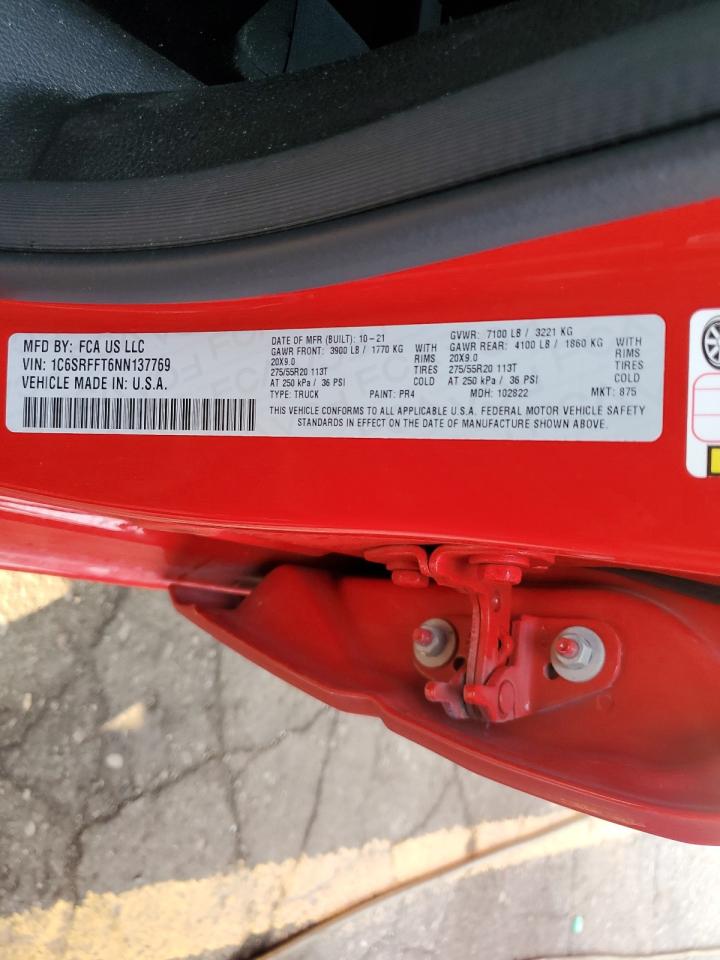 MFD BY: FCA US LLC
VIN: 1C6SRFFT6NN137769
VEHICLE MADE IN U.S.A.
DATE OF MFR (BUILT): 10-21
GAWR FRONT: 3900 LB / 1770 KG WITH
20X9.0 RIMS
275/55R20 113T TIRES
AT 250 kPa / 36 PSI COLD
GVWR: 7100 LB / 3221 KG
GAWR REAR: 4100 LB / 1860 KG WITH
20X9.0 RIMS
275/55R20 113T TIRES
AT 250 kPa / 36 PSI COLD
TYPE: TRUCK PAINT: PR4 MDH: 102822 MKT: 875
THIS VEHICLE CONFORMS TO ALL APPLICABLE U.S.A. FEDERAL MOTOR VEHICLE SAFETY
STANDARDS IN EFFECT ON THE DATE OF MANUFACTURE SHOWN ABOVE.